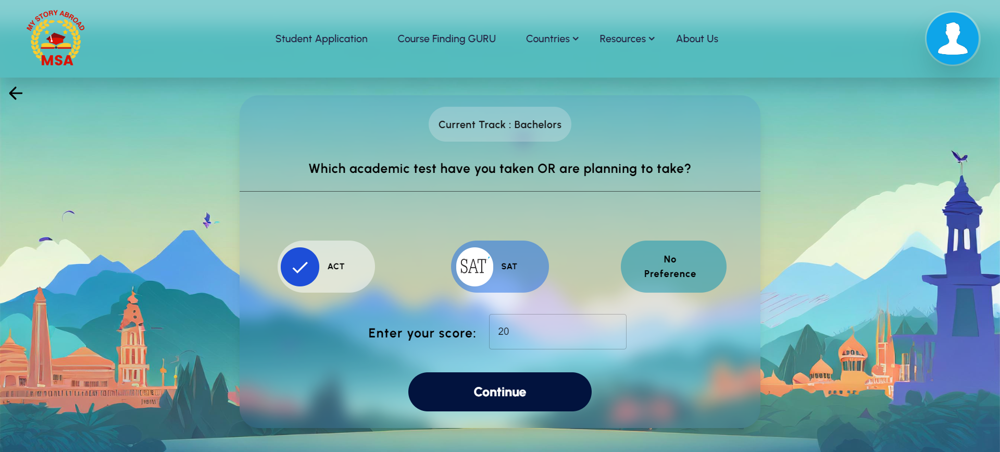 MY STORY ABROAD
MSA
Student Application
Course Finding GURU
Countries
Resources
About Us
Current Track : Bachelors
Which academic test have you taken OR are planning to take?
ACT
SAT
SAT
No
Preference
Enter your score:
20
Continue